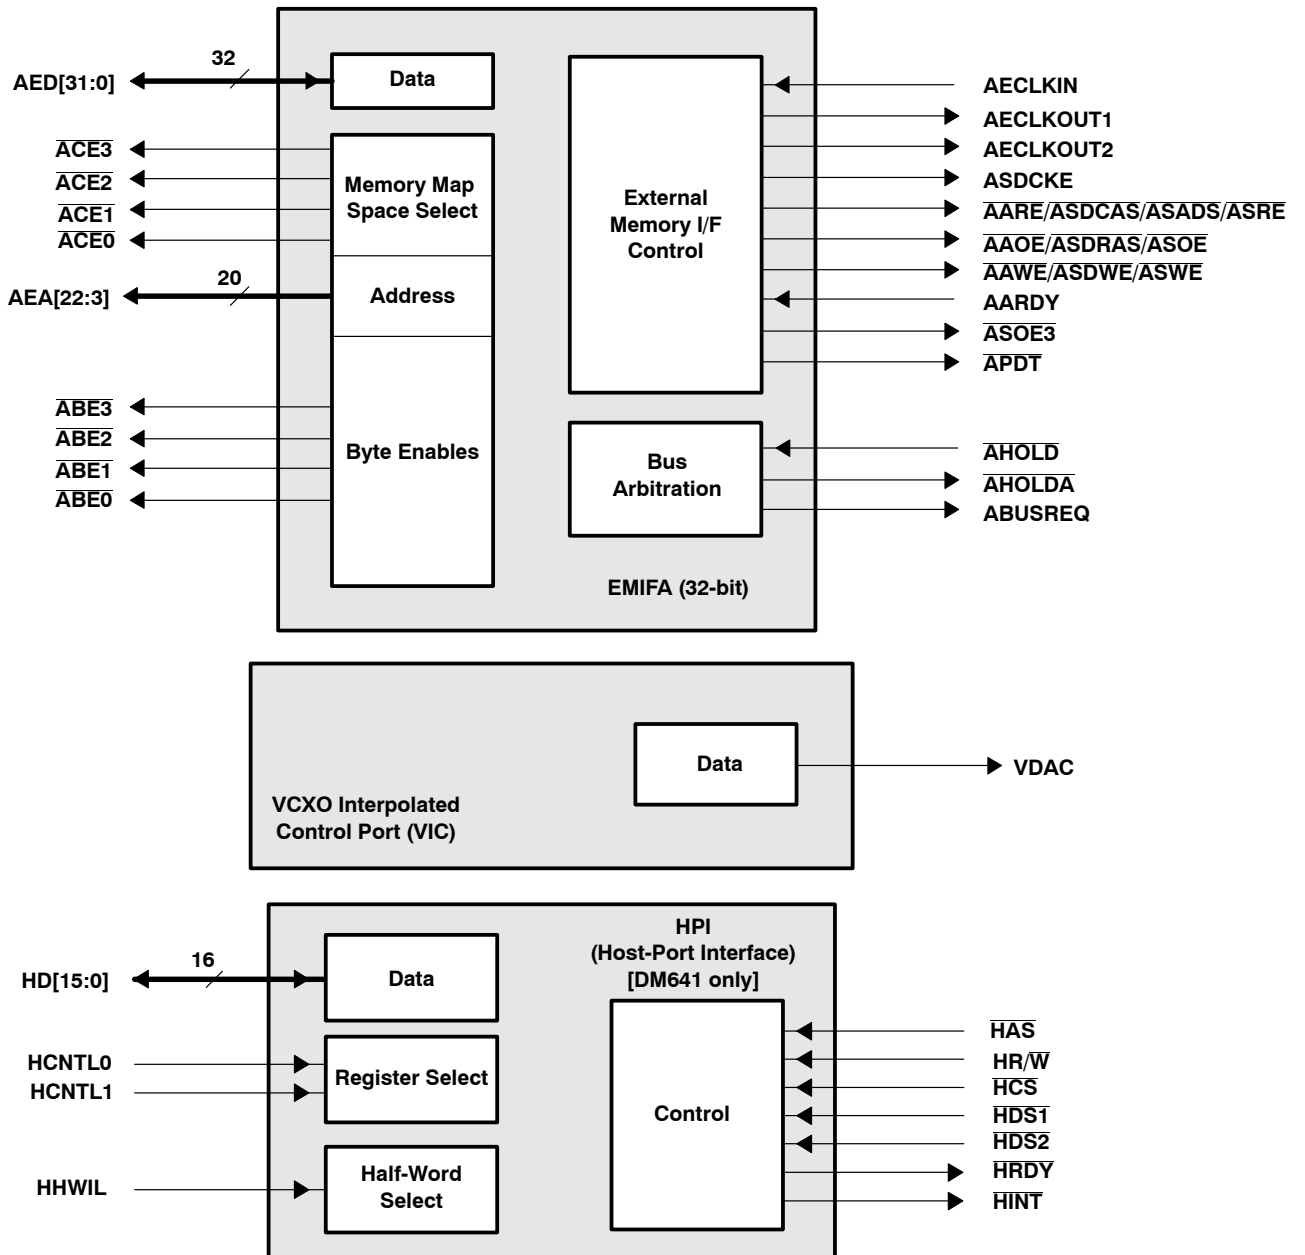 32
AED[31:0]
Data
ACE3
ACE2
ACE1
ACE0
Memory Map
Space Select
20
AEA[22:3]
Address
ABE3
ABE2
ABE1
ABE0
Byte Enables
External
Memory I/F
Control
AECLKIN
AECLKOUT1
AECLKOUT2
ASDCKE
AARE/ASDCAS/ASADS/ASRE
AAOE/ASDRAS/ASOE
AAWE/ASDWE/ASWE
AARDY
ASOE3
APDT
Bus
Arbitration
AHOLD
AHOLDA
ABUSREQ
EMIFA (32-bit)
Data
VDAC
VCXO Interpolated
Control Port (VIC)
HPI
(Host-Port Interface)
[DM641 only]
16
HD[15:0]
Data
HCNTL0
HCNTL1
Register Select
HHWIL
Half-Word
Select
Control
HAS
HR/W
HCS
HDS1
HDS2
HRDY
HINT